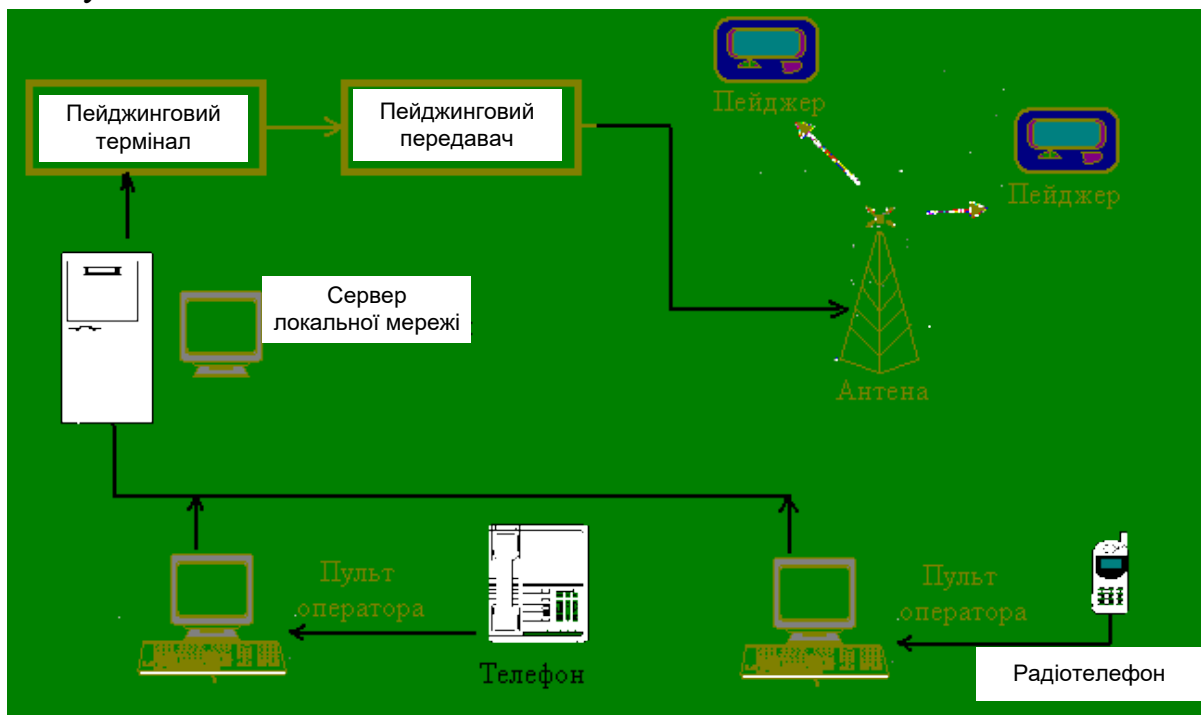 Пейджинговий
термінал
Пейджинговий
передавач
Пейджер
Пейджер
Сервер
локальної мережі
Антена
Пульт
оператора
Телефон
Пульт
оператора
Радіотелефон